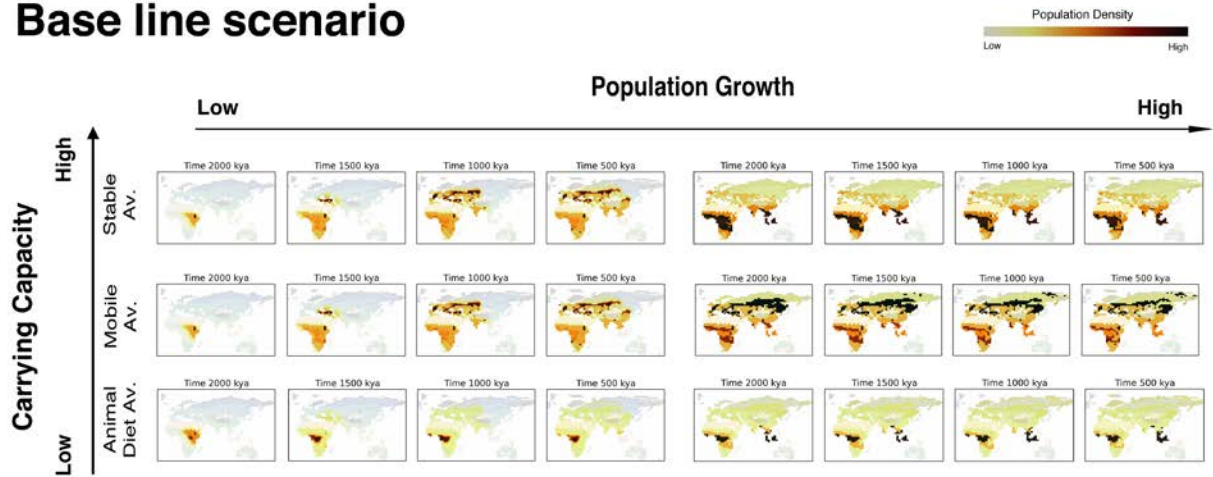 Base line scenario
Population Density
Low High
Population Growth
Low High
Carrying Capacity
High
Low
Stable Av.
Time 2000 kya Time 1500 kya Time 1000 kya Time 500 kya Time 2000 kya Time 1500 kya Time 1000 kya Time 500 kya
Mobile Av.
Time 2000 kya Time 1500 kya Time 1000 kya Time 500 kya Time 2000 kya Time 1500 kya Time 1000 kya Time 500 kya
Animal Diet Av.
Time 2000 kya Time 1500 kya Time 1000 kya Time 500 kya Time 2000 kya Time 1500 kya Time 1000 kya Time 500 kya